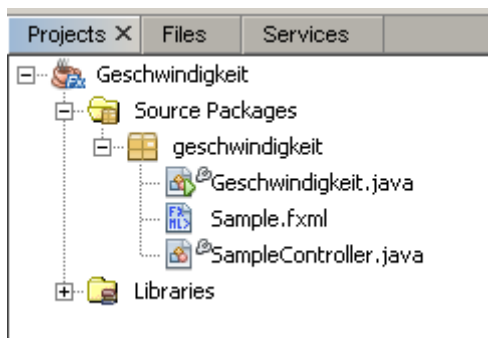 Projects Files Services
Geschwindigkeit
Source Packages
geschwindigkeit
Geschwindigkeit.java
Sample.fxml
SampleController.java
Libraries